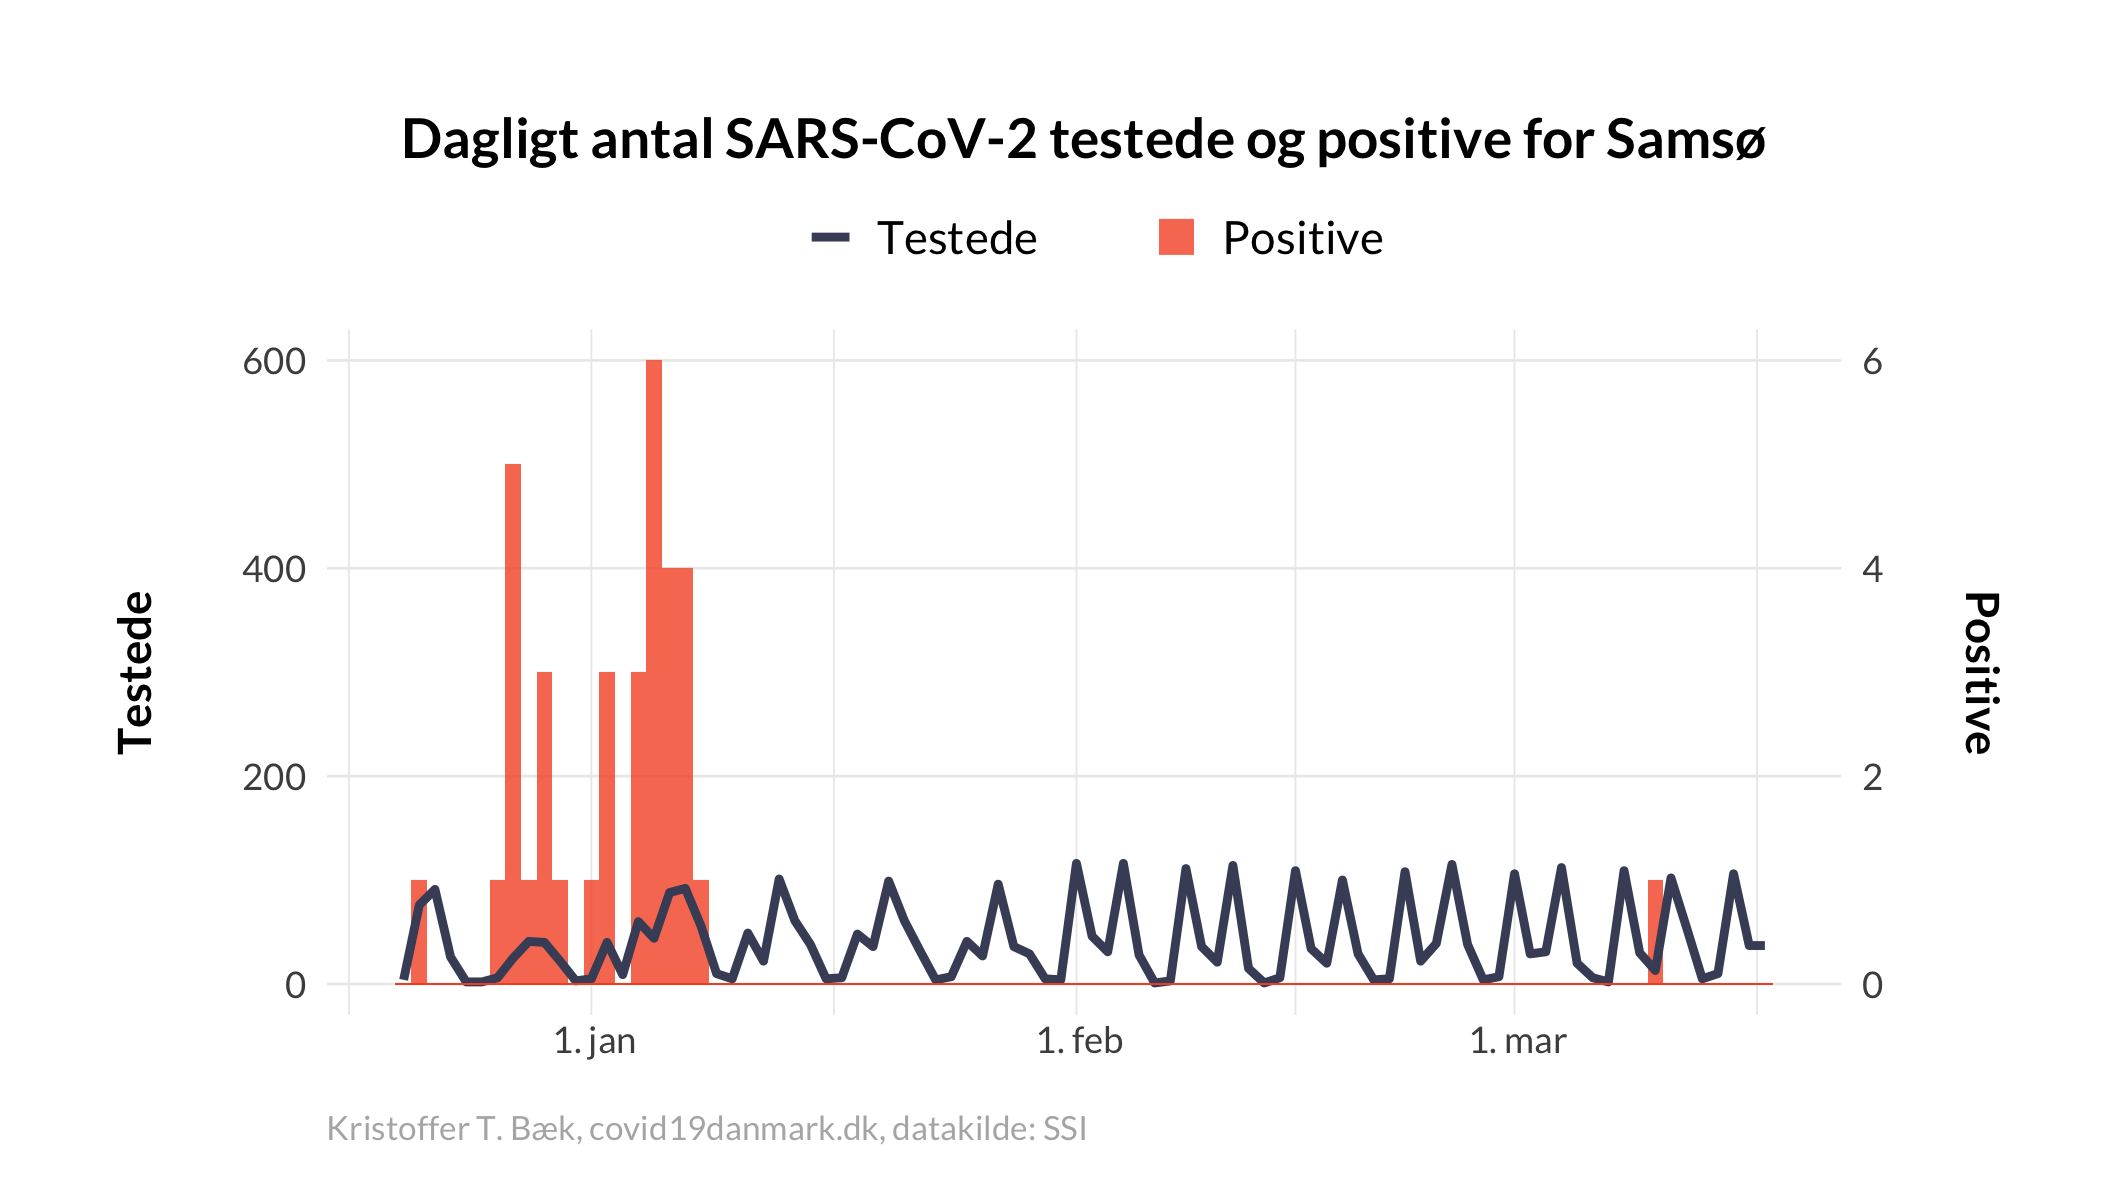 Dagligt antal SARS-CoV-2 testede og positive for Samsø
Testede Positive
600 6
400 4
200 2
0 0
Testede
Positive
1. jan 1. feb 1. mar
Kristoffer T. Bæk, covid19danmark.dk, datakilde: SSI